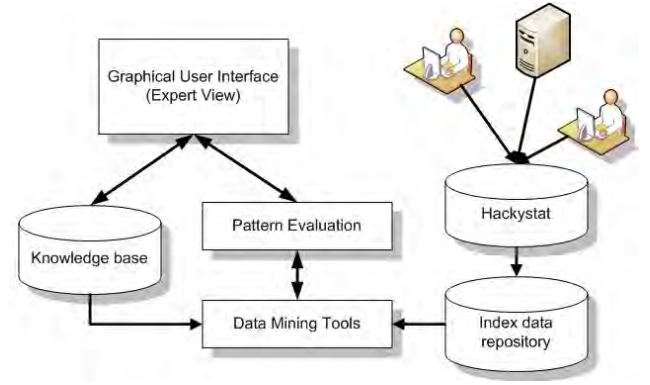 Graphical User Interface
(Expert View)
Hackystat
Pattern Evaluation
Knowledge base
Data Mining Tools
Index data
repository